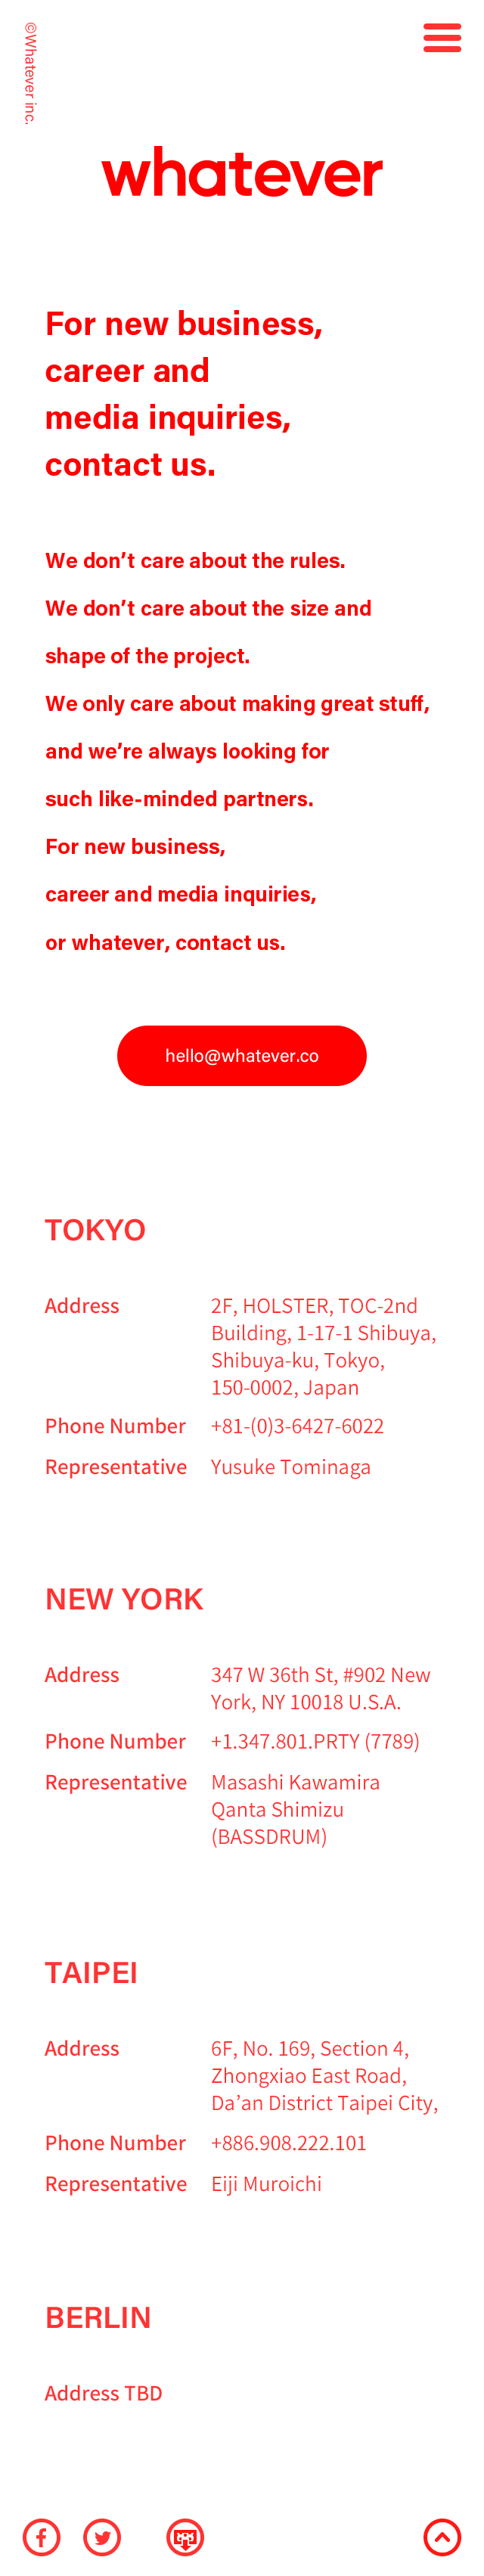 ©Whatever inc.
whatever
For new business,
career and
media inquiries,
contact us.
We don’t care about the rules.
We don’t care about the size and
shape of the project.
We only care about making great stuff,
and we’re always looking for
such like-minded partners.
For new business,
career and media inquiries,
or whatever, contact us.
hello@whatever.co
TOKYO
Address
2F, HOLSTER, TOC-2nd
Building, 1-17-1 Shibuya,
Shibuya-ku, Tokyo,
150-0002, Japan
Phone Number
+81-(0)3-6427-6022
Representative
Yusuke Tominaga
NEW YORK
Address
347 W 36th St, #902 New
York, NY 10018 U.S.A.
Phone Number
+1.347.801.PRTY (7789)
Representative
Masashi Kawamira
Qanta Shimizu
(BASSDRUM)
TAIPEI
Address
6F, No. 169, Section 4,
Zhongxiao East Road,
Da’an District Taipei City,
Phone Number
+886.908.222.101
Representative
Eiji Muroichi
BERLIN
Address TBD